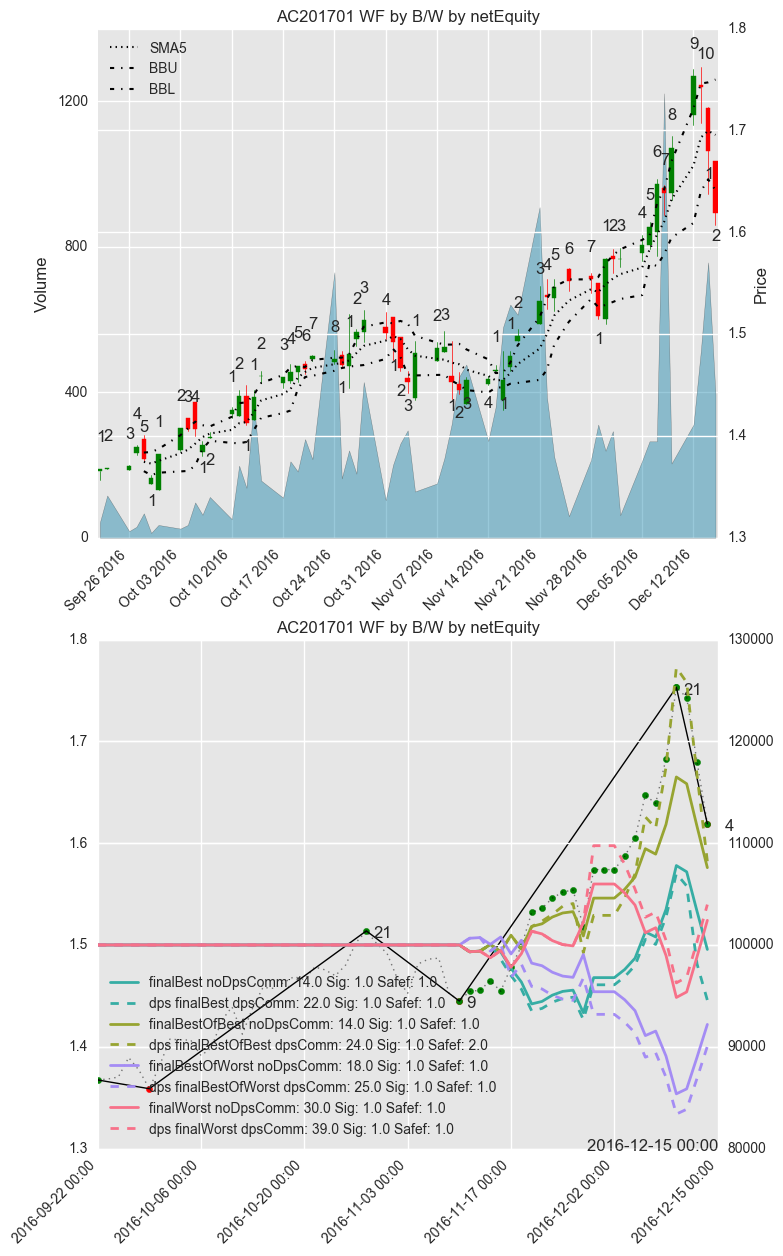 AC201701 WF by B/W by netEquity
SMA5
BBU
BBL
Volume
Price
1200
800
400
0
1.8
1.7
1.6
1.5
1.4
1.3
Sep 26 2016
Oct 03 2016
Oct 10 2016
Oct 17 2016
Oct 24 2016
Oct 31 2016
Nov 07 2016
Nov 14 2016
Nov 21 2016
Nov 28 2016
Dec 05 2016
Dec 12 2016
AC201701 WF by B/W by netEquity
1.8
1.7
1.6
1.5
1.4
1.3
1.2
1.1
130000
120000
110000
100000
90000
80000
21
4
21
9
finalBest noDpsComm: 14.0 Sig: 1.0 Safef: 1.0
dps finalBest dpsComm: 22.0 Sig: 1.0 Safef: 1.0
finalBestOfBest noDpsComm: 14.0 Sig: 1.0 Safef: 1.0
dps finalBestOfBest dpsComm: 24.0 Sig: 1.0 Safef: 2.0
finalBestOfWorst noDpsComm: 18.0 Sig: 1.0 Safef: 1.0
dps finalBestOfWorst dpsComm: 25.0 Sig: 1.0 Safef: 1.0
finalWorst noDpsComm: 30.0 Sig: 1.0 Safef: 1.0
dps finalWorst dpsComm: 39.0 Sig: 1.0 Safef: 1.0
2016-12-15 00:00
2016-09-22 00:00
2016-10-06 00:00
2016-10-20 00:00
2016-11-03 00:00
2016-11-17 00:00
2016-12-02 00:00
2016-12-15 00:00